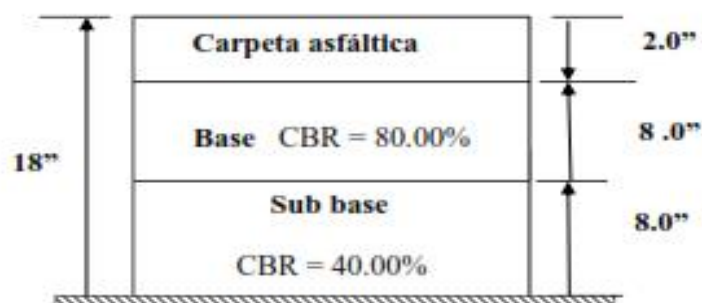 Carpeta asfáltica
2.0”
Base CBR = 80.00%
8 .0”
18”
Sub base
8.0”
CBR = 40.00%